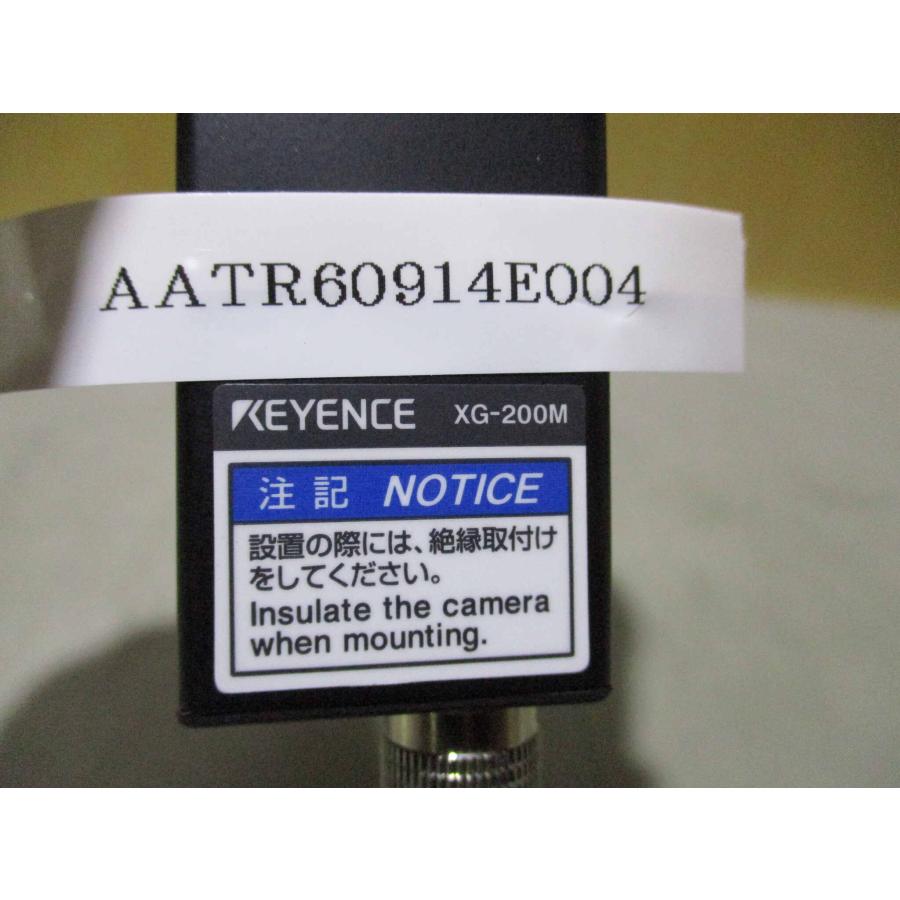 AATR60914E004
KEYENCE XG-200M
注記 NOTICE
設置の際には、絶縁取付け
をしてください。
Insulate the camera
when mounting.